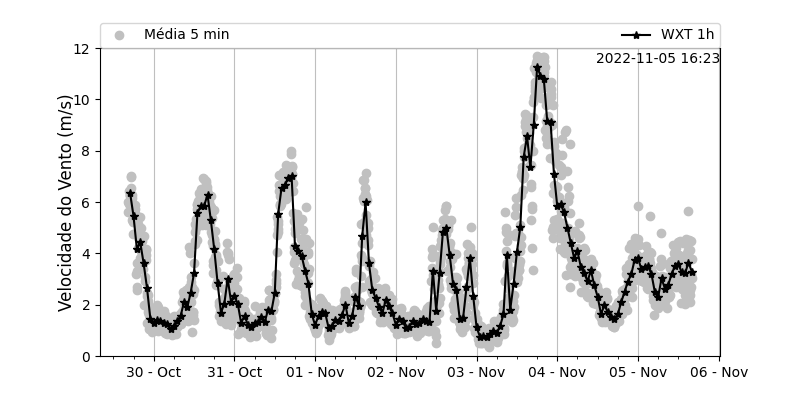 Média 5 min
WXT 1h
2022-11-05 16:23
Velocidade do Vento (m/s)
12
10
8
6
4
2
0
30 - Oct
31 - Oct
01 - Nov
02 - Nov
03 - Nov
04 - Nov
05 - Nov
06 - Nov